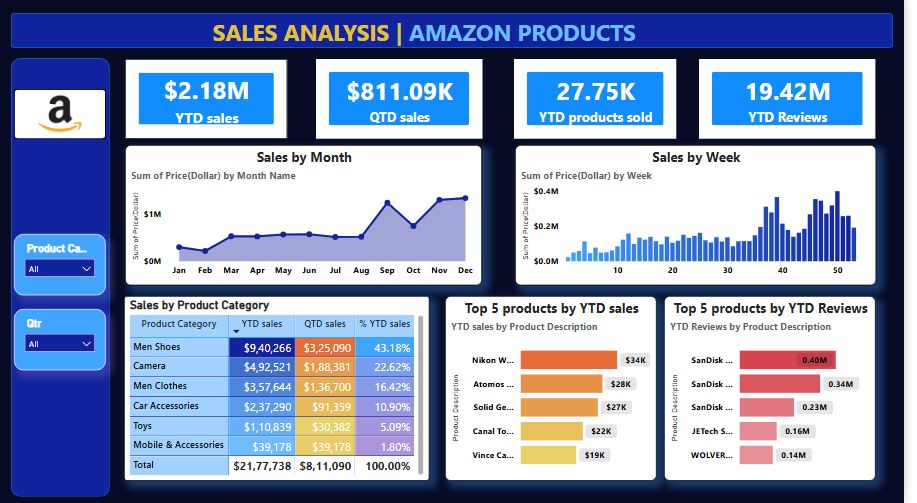 SALES ANALYSIS | AMAZON PRODUCTS
a
$2.18M
YTD sales
$811.09K
QTD sales
27.75K
YTD products sold
19.42M
YTD Reviews
Product Ca...
All
Qtr
All
Sales by Month
Sum of Price(Dollar) by Month Name
Sum of Price(Dollar)
$1M
$0M
Jan Feb Mar Apr May Jun Jul Aug Sep Oct Nov Dec
Sales by Week
Sum of Price(Dollar) by Week
Sum of Price(Dollar)
$0.4M
$0.2M
$0.0M
10 20 30 40 50
Sales by Product Category
Product Category YTD sales QTD sales % YTD sales
Men Shoes $9,40,266 $3,25,090 43.18%
Camera $4,92,521 $1,88,381 22.62%
Men Clothes $3,57,644 $1,36,700 16.42%
Car Accessories $2,37,290 $91,359 10.90%
Toys $1,10,839 $30,382 5.09%
Mobile & Accessories $39,178 $39,178 1.80%
Total $21,77,738 $8,11,090 100.00%
Top 5 products by YTD sales
YTD sales by Product Description
Product Description
Nikon W... $34K
Atomos ... $28K
Solid Ge... $27K
Canal To... $22K
Vince Ca... $19K
Top 5 products by YTD Reviews
YTD Reviews by Product Description
Product Description
SanDisk ... 0.40M
SanDisk ... 0.34M
SanDisk ... 0.23M
JETech S... 0.16M
WOLVER... 0.14M